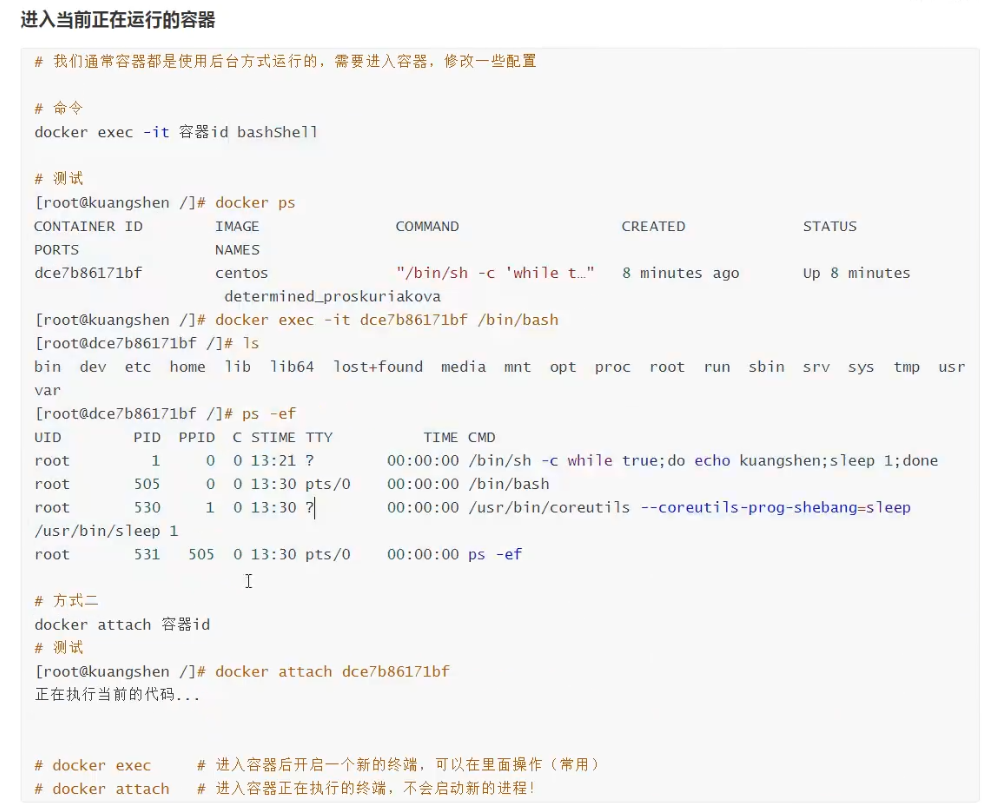 进入当前正在运行的容器
# 我们通常容器都是使用后台方式运行的，需要进入容器，修改一些配置
# 命令
docker exec -it 容器id bashShell
# 测试
[root@kuangshen /]# docker ps
CONTAINER ID        IMAGE               COMMAND                  CREATED             STATUS
PORTS               NAMES
dce7b86171bf        centos              "/bin/sh -c 'while t…"   8 minutes ago       Up 8 minutes
                     determined_proskuriakova
[root@kuangshen /]# docker exec -it dce7b86171bf /bin/bash
[root@dce7b86171bf /]# ls
bin  dev  etc  home  lib  lib64  lost+found  media  mnt  opt  proc  root  run  sbin  srv  sys  tmp  usr
var
[root@dce7b86171bf /]# ps -ef
UID        PID  PPID  C STIME TTY          TIME CMD
root         1     0  0 13:21 ?        00:00:00 /bin/sh -c while true;do echo kuangshen;sleep 1;done
root       505     0  0 13:30 pts/0    00:00:00 /bin/bash
root       530     1  0 13:30 ?        00:00:00 /usr/bin/coreutils --coreutils-prog-shebang=sleep
/usr/bin/sleep 1
root       531   505  0 13:30 pts/0    00:00:00 ps -ef
# 方式二
docker attach 容器id
# 测试
[root@kuangshen /]# docker attach dce7b86171bf
正在执行当前的代码...
# docker exec     # 进入容器后开启一个新的终端，可以在里面操作（常用）
# docker attach   # 进入容器正在执行的终端，不会启动新的进程！